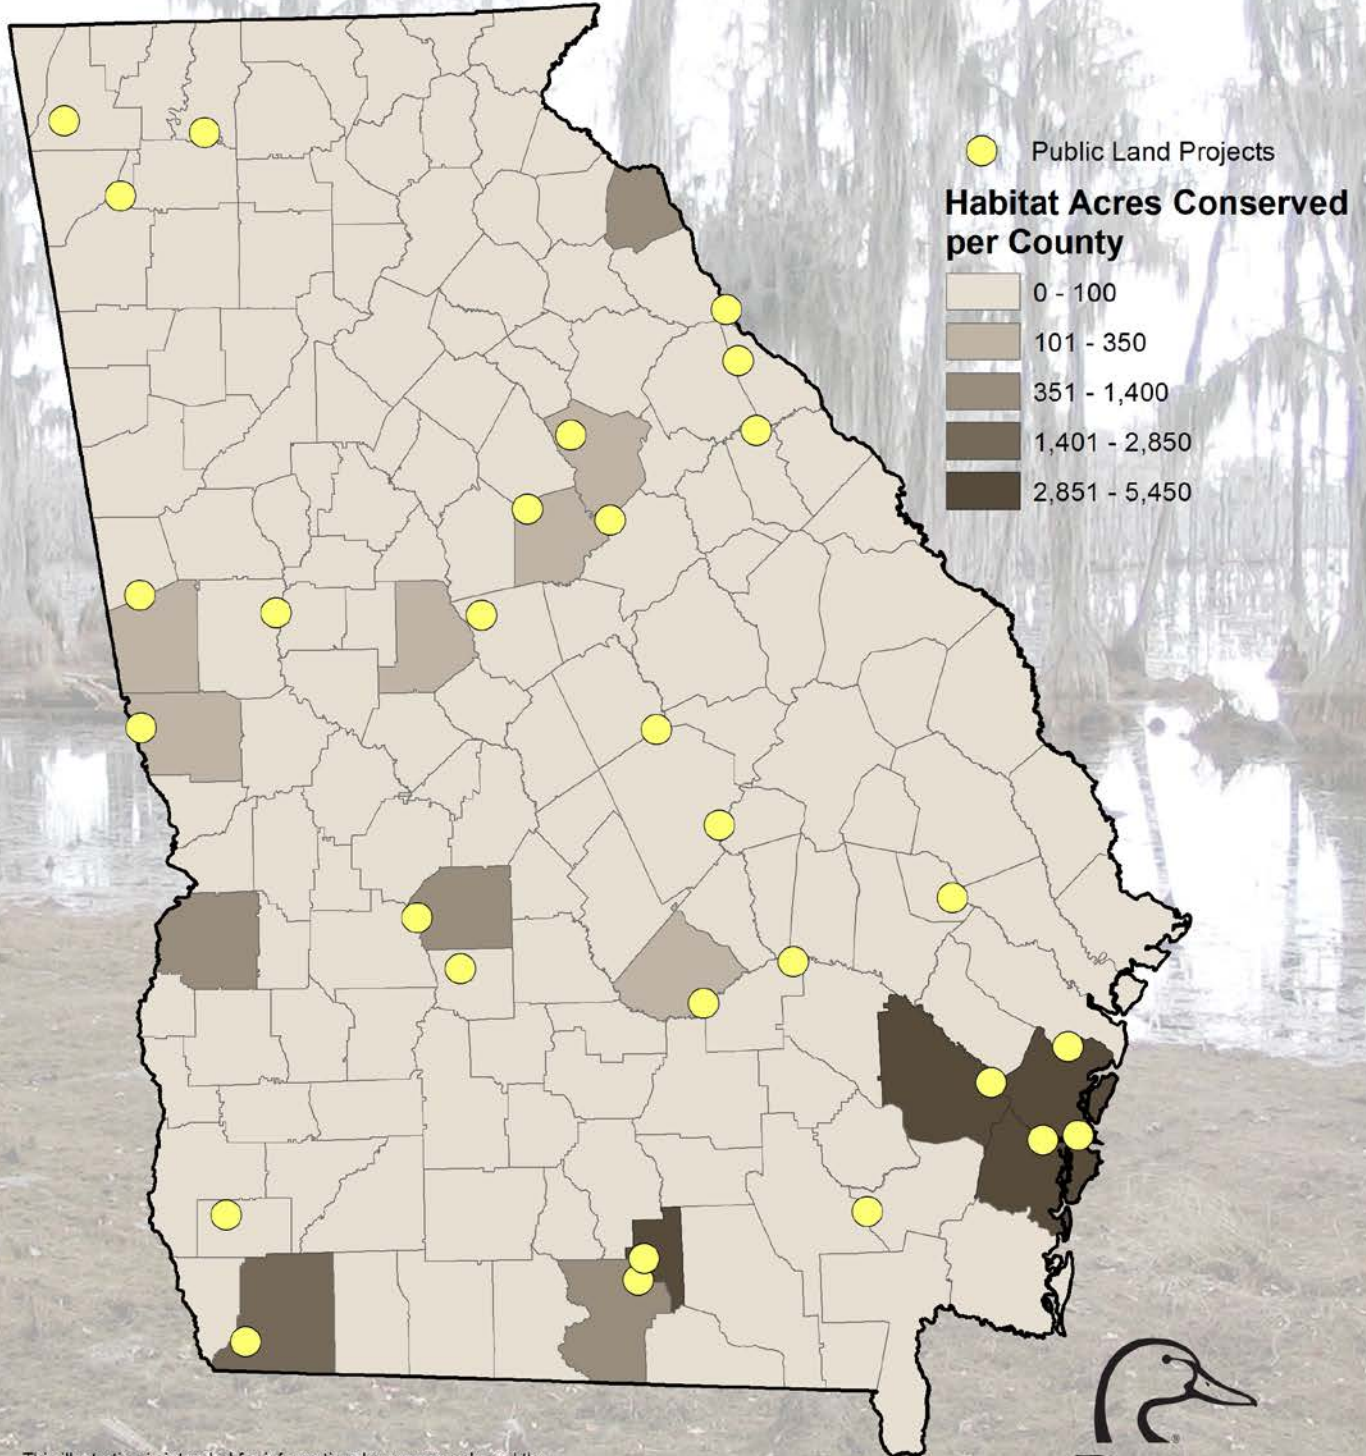 Public Land Projects
Habitat Acres Conserved
per County
0 - 100
101 - 350
351 - 1,400
1,401 - 2,850
2,851 - 5,450